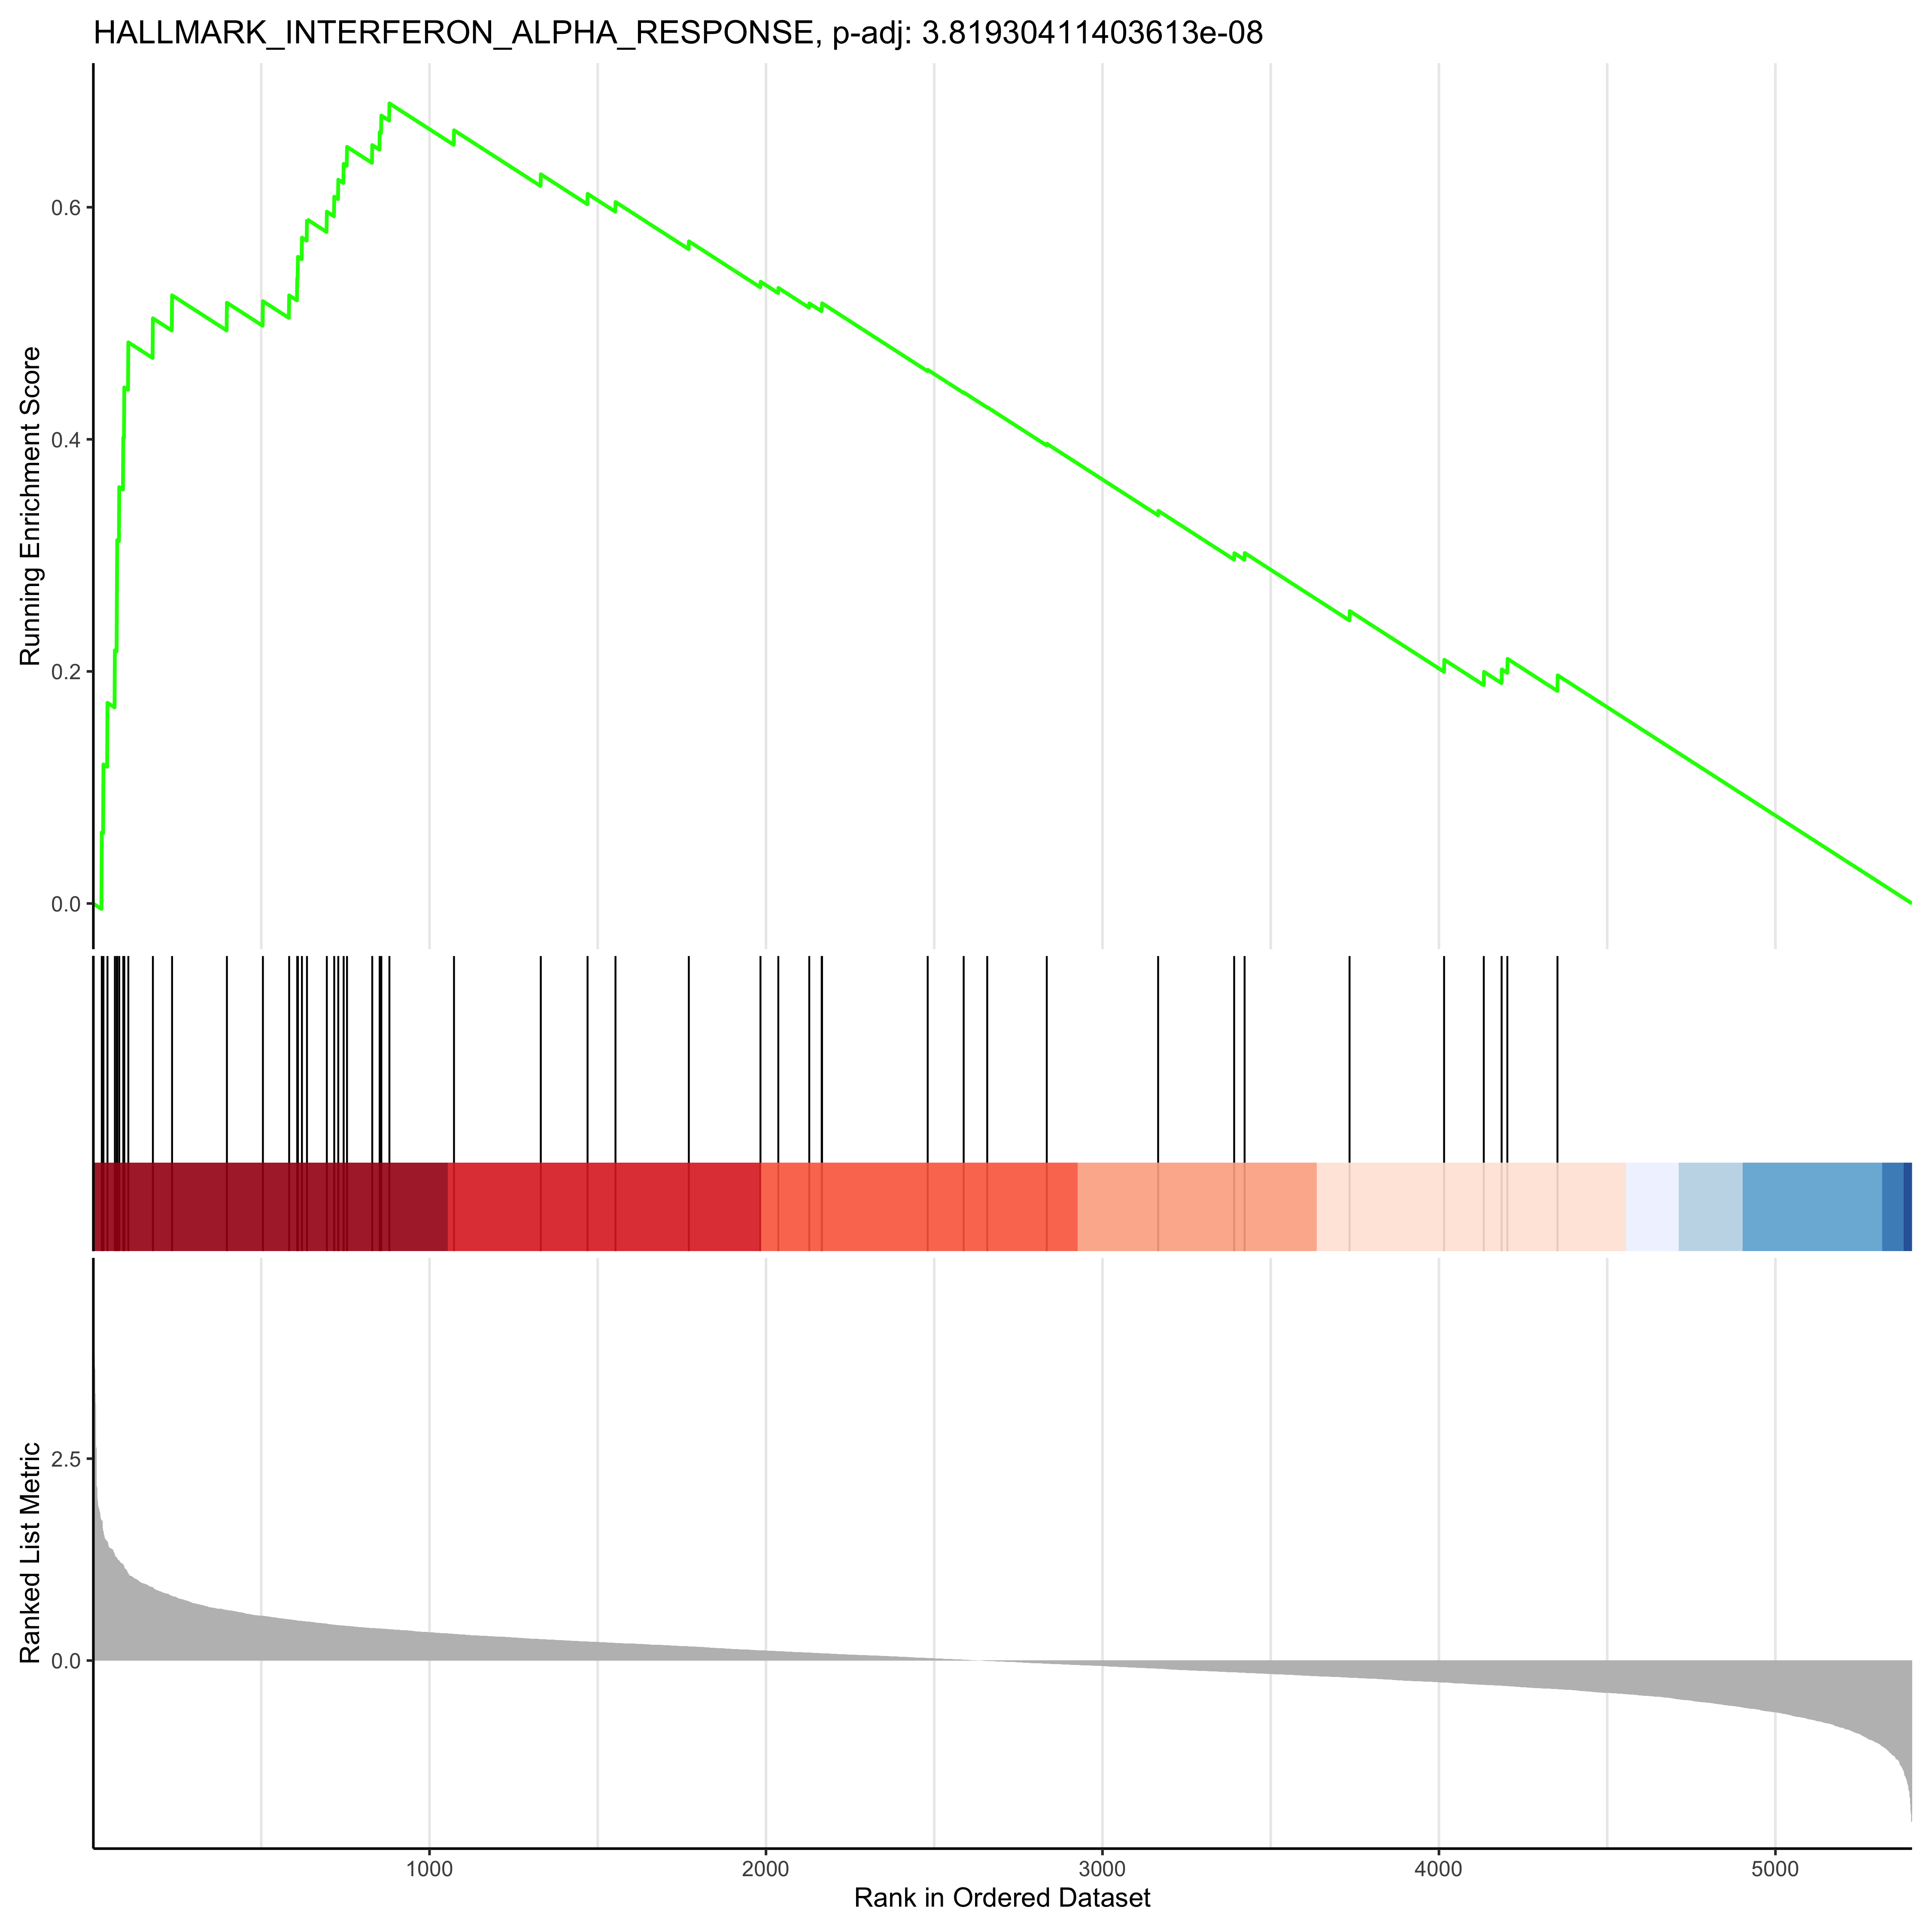 HALLMARK_INTERFERON_ALPHA_RESPONSE, p-adj: 3.81930411403613e-08
Running Enrichment Score
0.6
0.4
0.2
0.0
Ranked List Metric
2.5
0.0
1000 2000 3000 4000 5000
Rank in Ordered Dataset